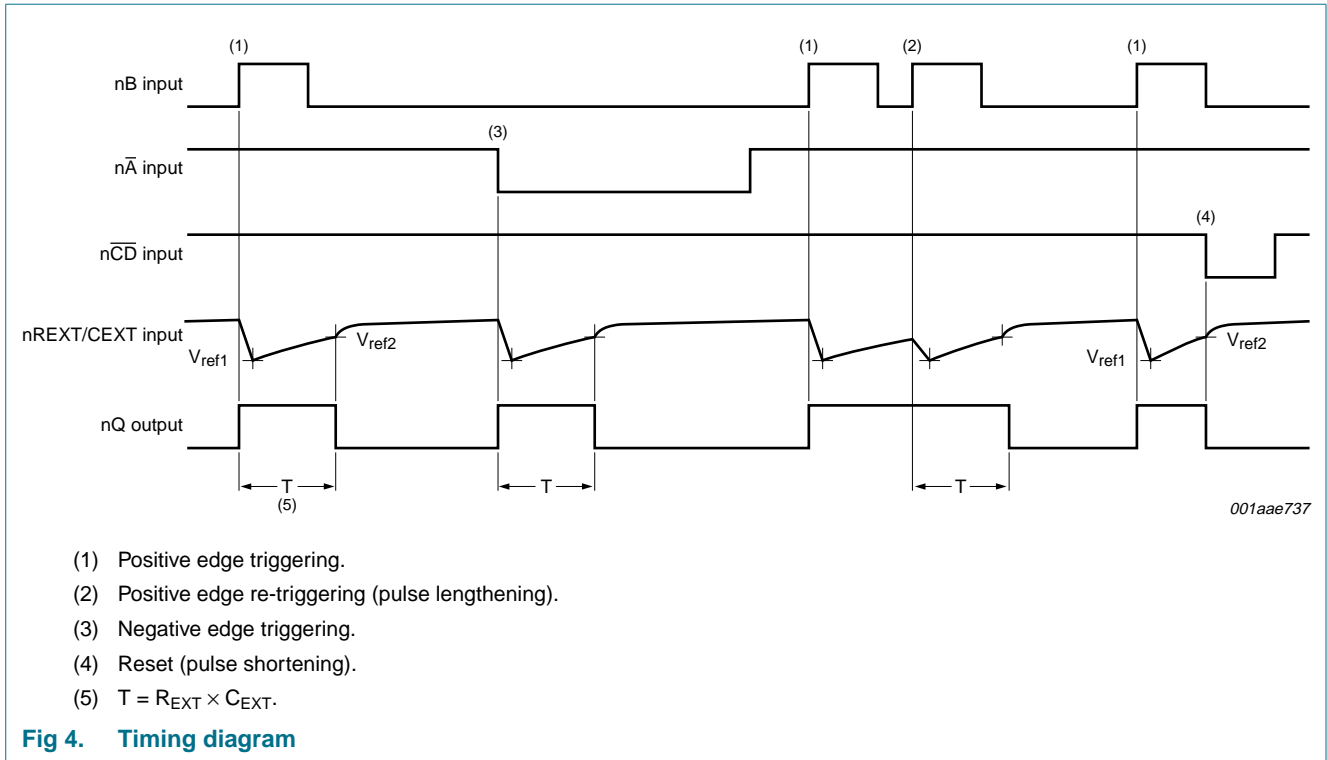 (1) (1) (2) (1)
nB input
(3)
nA̅ input
(4)
nC̅D̅ input
nREXT/CEXT input
Vref1 Vref2 Vref1 Vref2
nQ output
T T T
(5)
001aae737
(1) Positive edge triggering.
(2) Positive edge re-triggering (pulse lengthening).
(3) Negative edge triggering.
(4) Reset (pulse shortening).
(5) T = REXT × CEXT.
Fig 4. Timing diagram